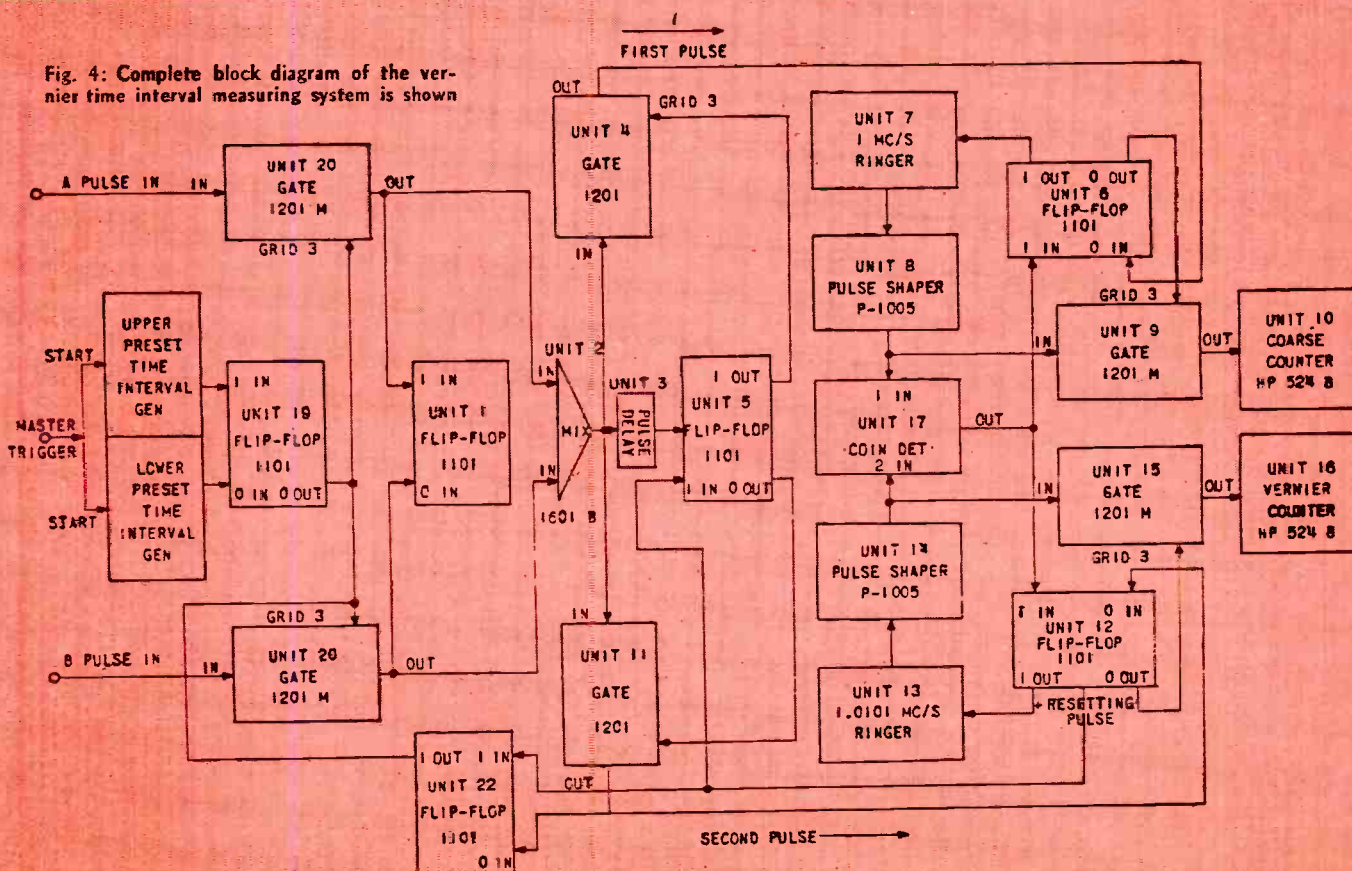 Fig. 4: Complete block diagram of the ver-
nier time interval measuring system is shown
1
FIRST PULSE
A PULSE IN
IN
UNIT 20
GATE
1201 M
GRID 3
OUT
MASTER
TRIGGER
START
START
UPPER
PRESET
TIME
INTERVAL
GEN
LOWER
PRESET
TIME
INTERVAL
GEN
1 IN
UNIT 19
FLIP-FLOP
1101
0 IN 0 OUT
1 IN
UNIT 1
FLIP-FLOP
1101
C IN
UNIT 2
IN
MIX
IN
1601 B
UNIT 3
PULSE
DELAY
OUT
GRID 3
UNIT 4
GATE
1201
IN
1 OUT
UNIT 5
FLIP-FLOP
1101
1 IN 0 OUT
UNIT 7
1 MC/S
RINGER
1 OUT 0 OUT
UNIT 6
FLIP-FLOP
1101
1 IN 0 IN
UNIT 8
PULSE SHAPER
P-1005
GRID 3
IN
UNIT 9
GATE
1201 M
OUT
UNIT 10
COARSE
COUNTER
HP 524 B
1 IN
UNIT 17
COIN DET.
2 IN
OUT
IN
UNIT 15
GATE
1201 M
GRID 3
OUT
UNIT 16
VERNIER
COUNTER
HP 524 B
UNIT 14
PULSE SHAPER
P-1005
1 IN 0 IN
UNIT 12
FLIP-FLOP
1101
1 OUT 0 OUT
+ RESETTING
PULSE
UNIT 13
1.0101 MC/S
RINGER
B PULSE IN
IN
GRID 3
UNIT 20
GATE
1201 M
OUT
IN
UNIT 11
GATE
1201
OUT
1 OUT 1 IN
UNIT 22
FLIP-FLOP
1101
0 IN
SECOND PULSE